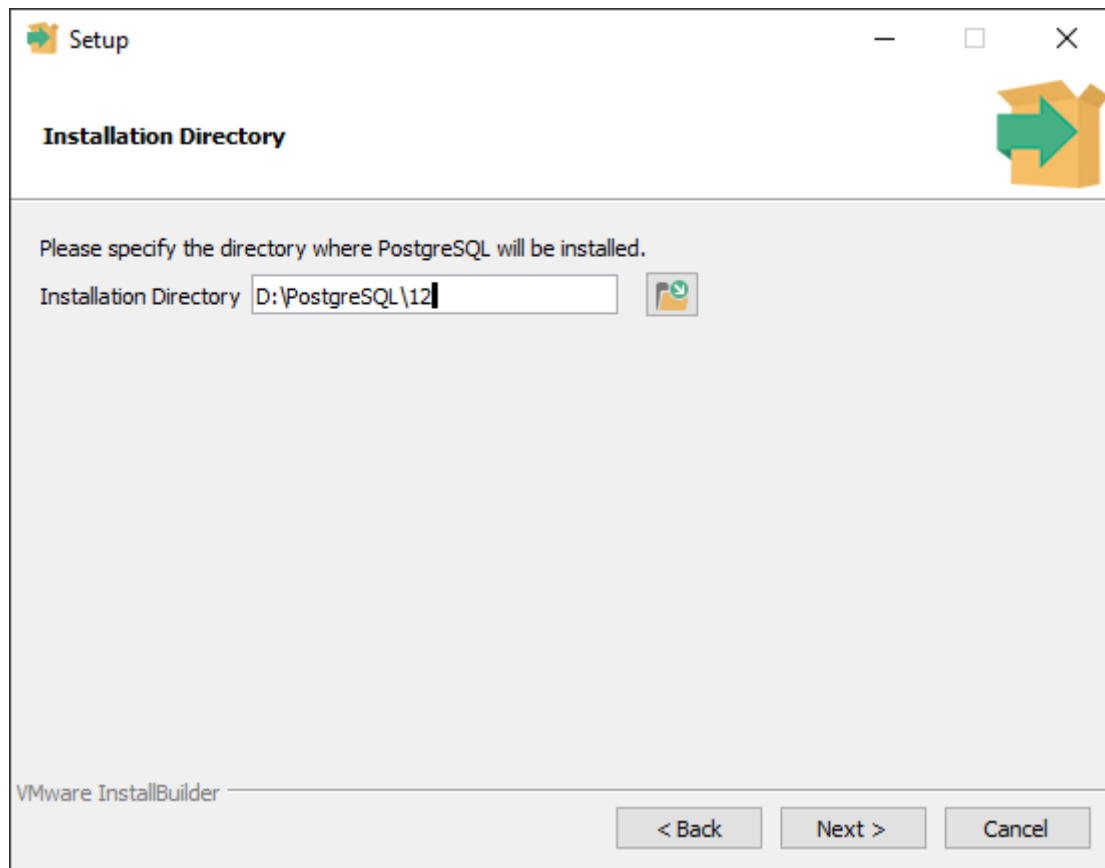 Setup
Installation Directory
Please specify the directory where PostgreSQL will be installed.
Installation Directory D:\PostgreSQL\12
VMware InstallBuilder
< Back Next > Cancel